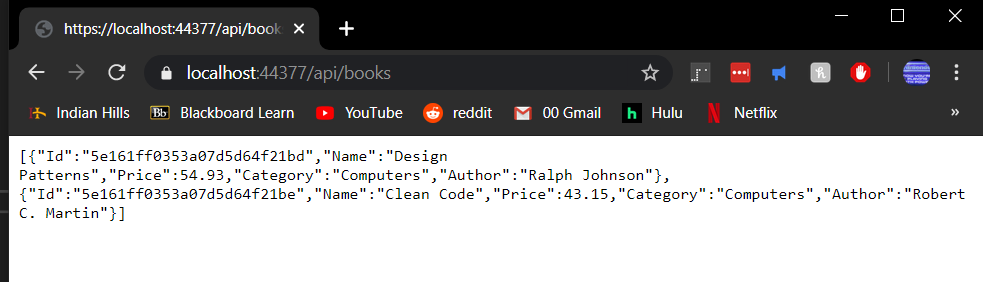 https://localhost:44377/api/book
localhost:44377/api/books
Indian Hills Bb Blackboard Learn YouTube reddit 00 Gmail h Hulu N Netflix »
[{"Id":"5e161ff0353a07d5d64f21bd","Name":"Design
Patterns","Price":54.93,"Category":"Computers","Author":"Ralph Johnson"},
{"Id":"5e161ff0353a07d5d64f21be","Name":"Clean Code","Price":43.15,"Category":"Computers","Author":"Robert
C. Martin"}]